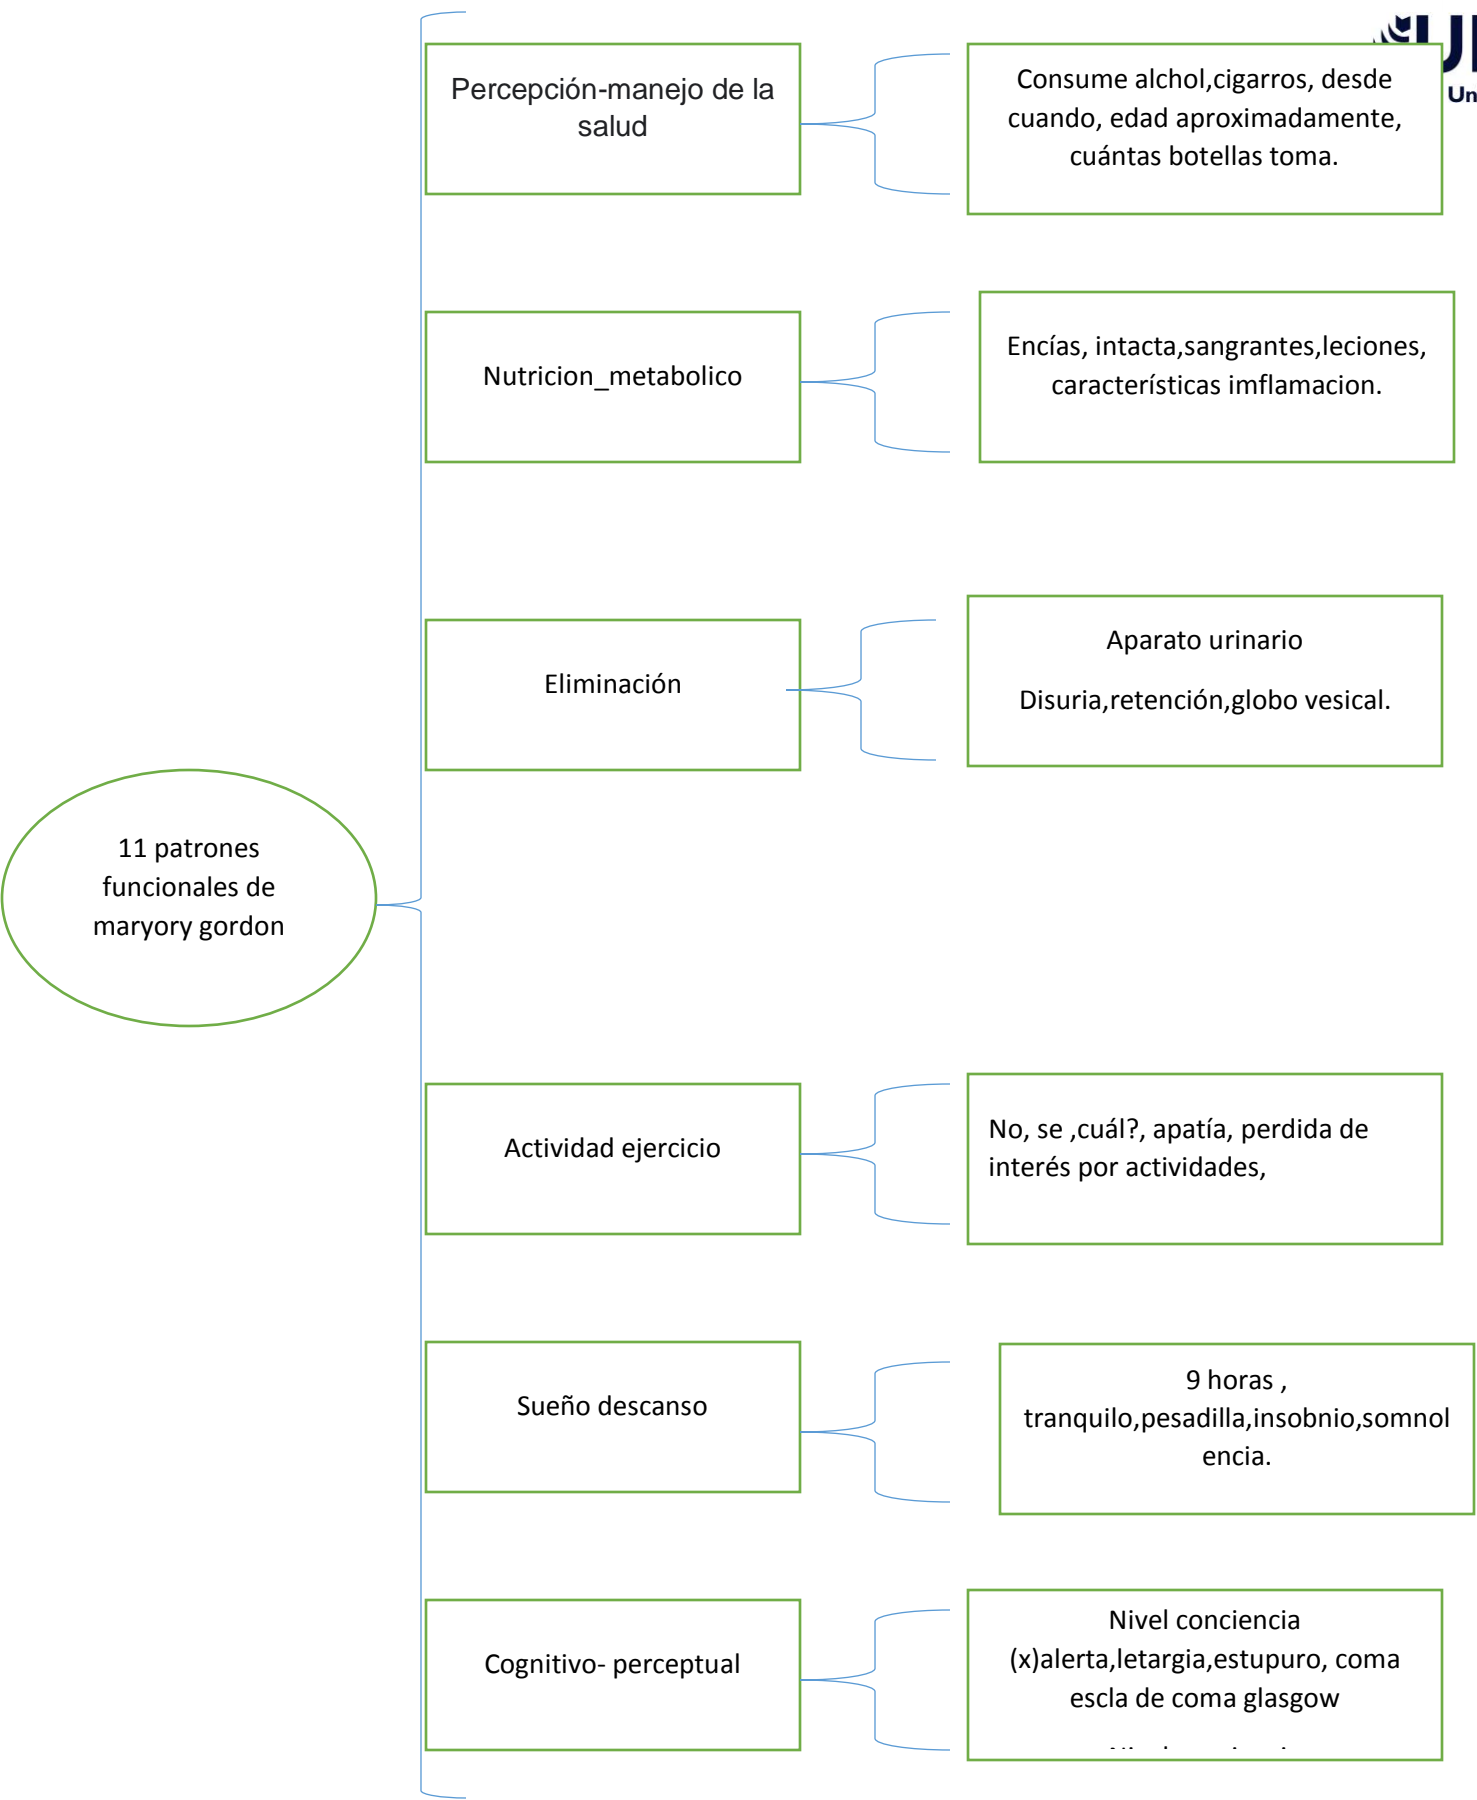 Percepción-manejo de la
salud
Consume alchol,cigarros, desde
cuando, edad aproximadamente,
cuántas botellas toma.
Nutricion_metabolico
Encías, intacta,sangrantes,leciones,
características imflamacion.
Eliminación
Aparato urinario
Disuria,retención,globo vesical.
11 patrones
funcionales de
maryory gordon
Actividad ejercicio
No, se ,cuál?, apatía, perdida de
interés por actividades,
Sueño descanso
9 horas ,
tranquilo,pesadilla,insobnio,somnol
encia.
Cognitivo- perceptual
Nivel conciencia
(x)alerta,letargia,estupuro, coma
escla de coma glasgow